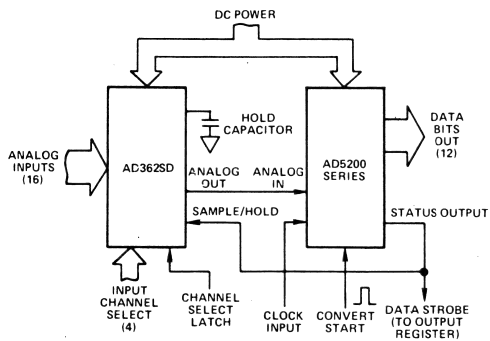 DC POWER
HOLD
CAPACITOR
ANALOG
INPUTS
(16)
AD362SD
ANALOG
OUT
ANALOG
IN
AD5200
SERIES
DATA
BITS
OUT
(12)
SAMPLE/HOLD
STATUS OUTPUT
INPUT
CHANNEL
SELECT
(4)
CHANNEL
SELECT
LATCH
CLOCK
INPUT
CONVERT
START
DATA STROBE
(TO OUTPUT
REGISTER)